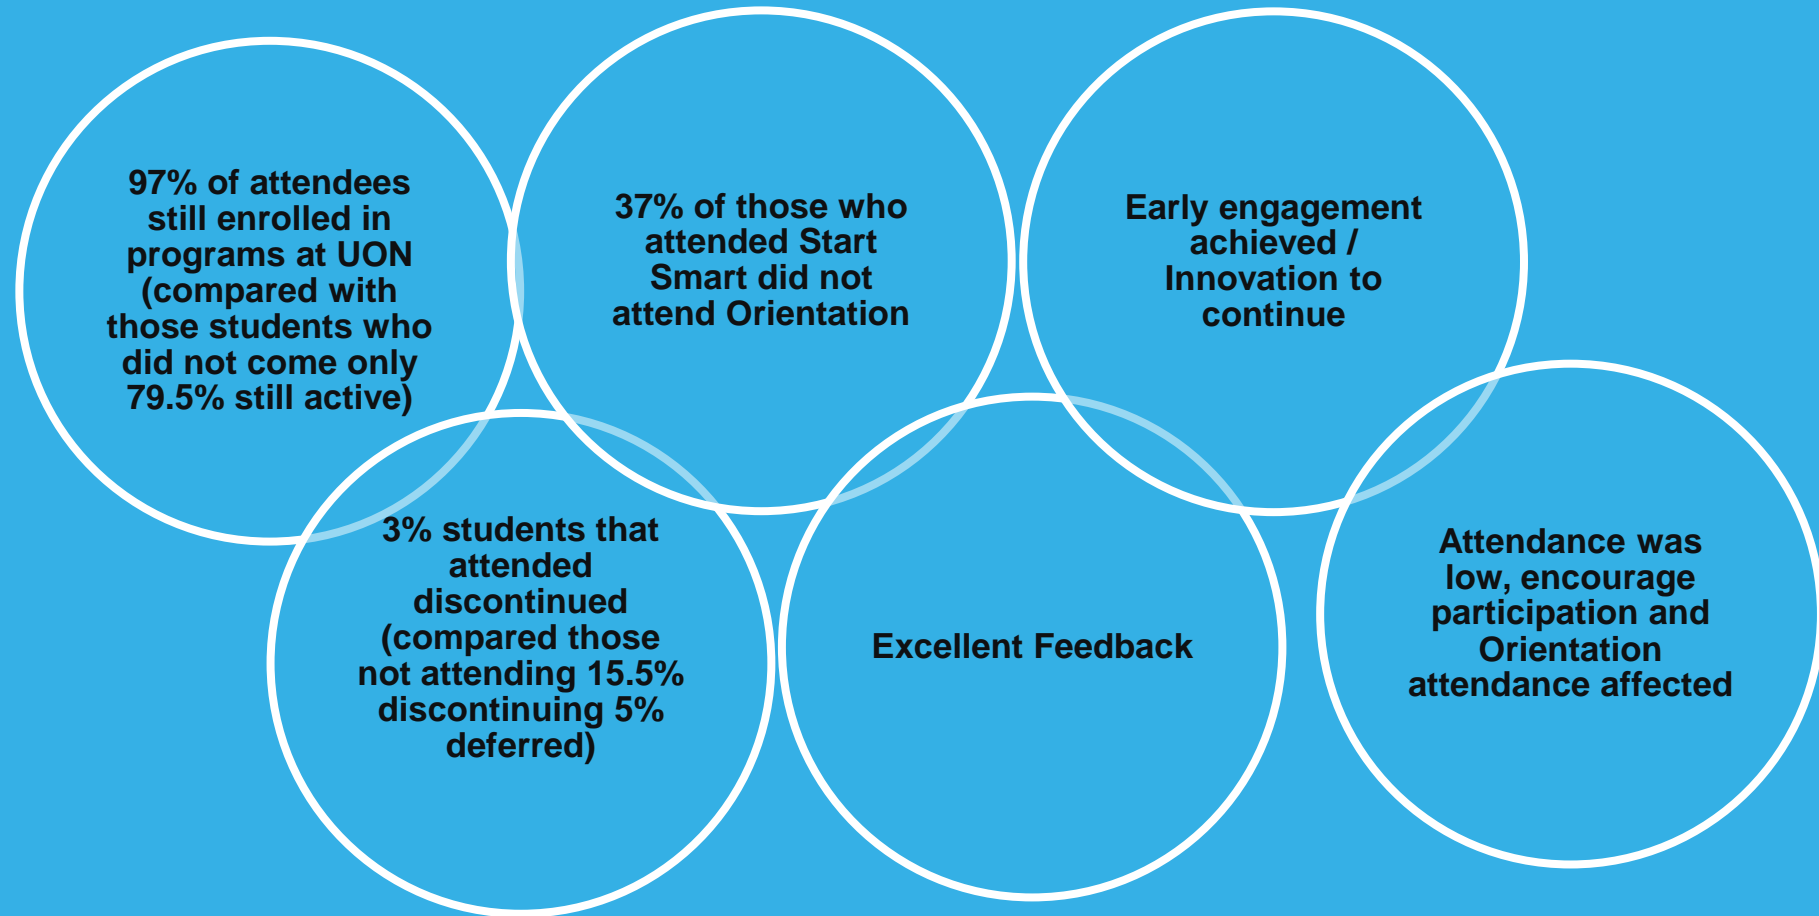 97% of attendees
still enrolled in
programs at UON
(compared with
those students who
did not come only
79.5% still active)
37% of those who
attended Start
Smart did not
attend Orientation
Early engagement
achieved /
Innovation to
continue
3% students that
attended
discontinued
(compared those
not attending 15.5%
discontinuing 5%
deferred)
Excellent Feedback
Attendance was
low, encourage
participation and
Orientation
attendance affected